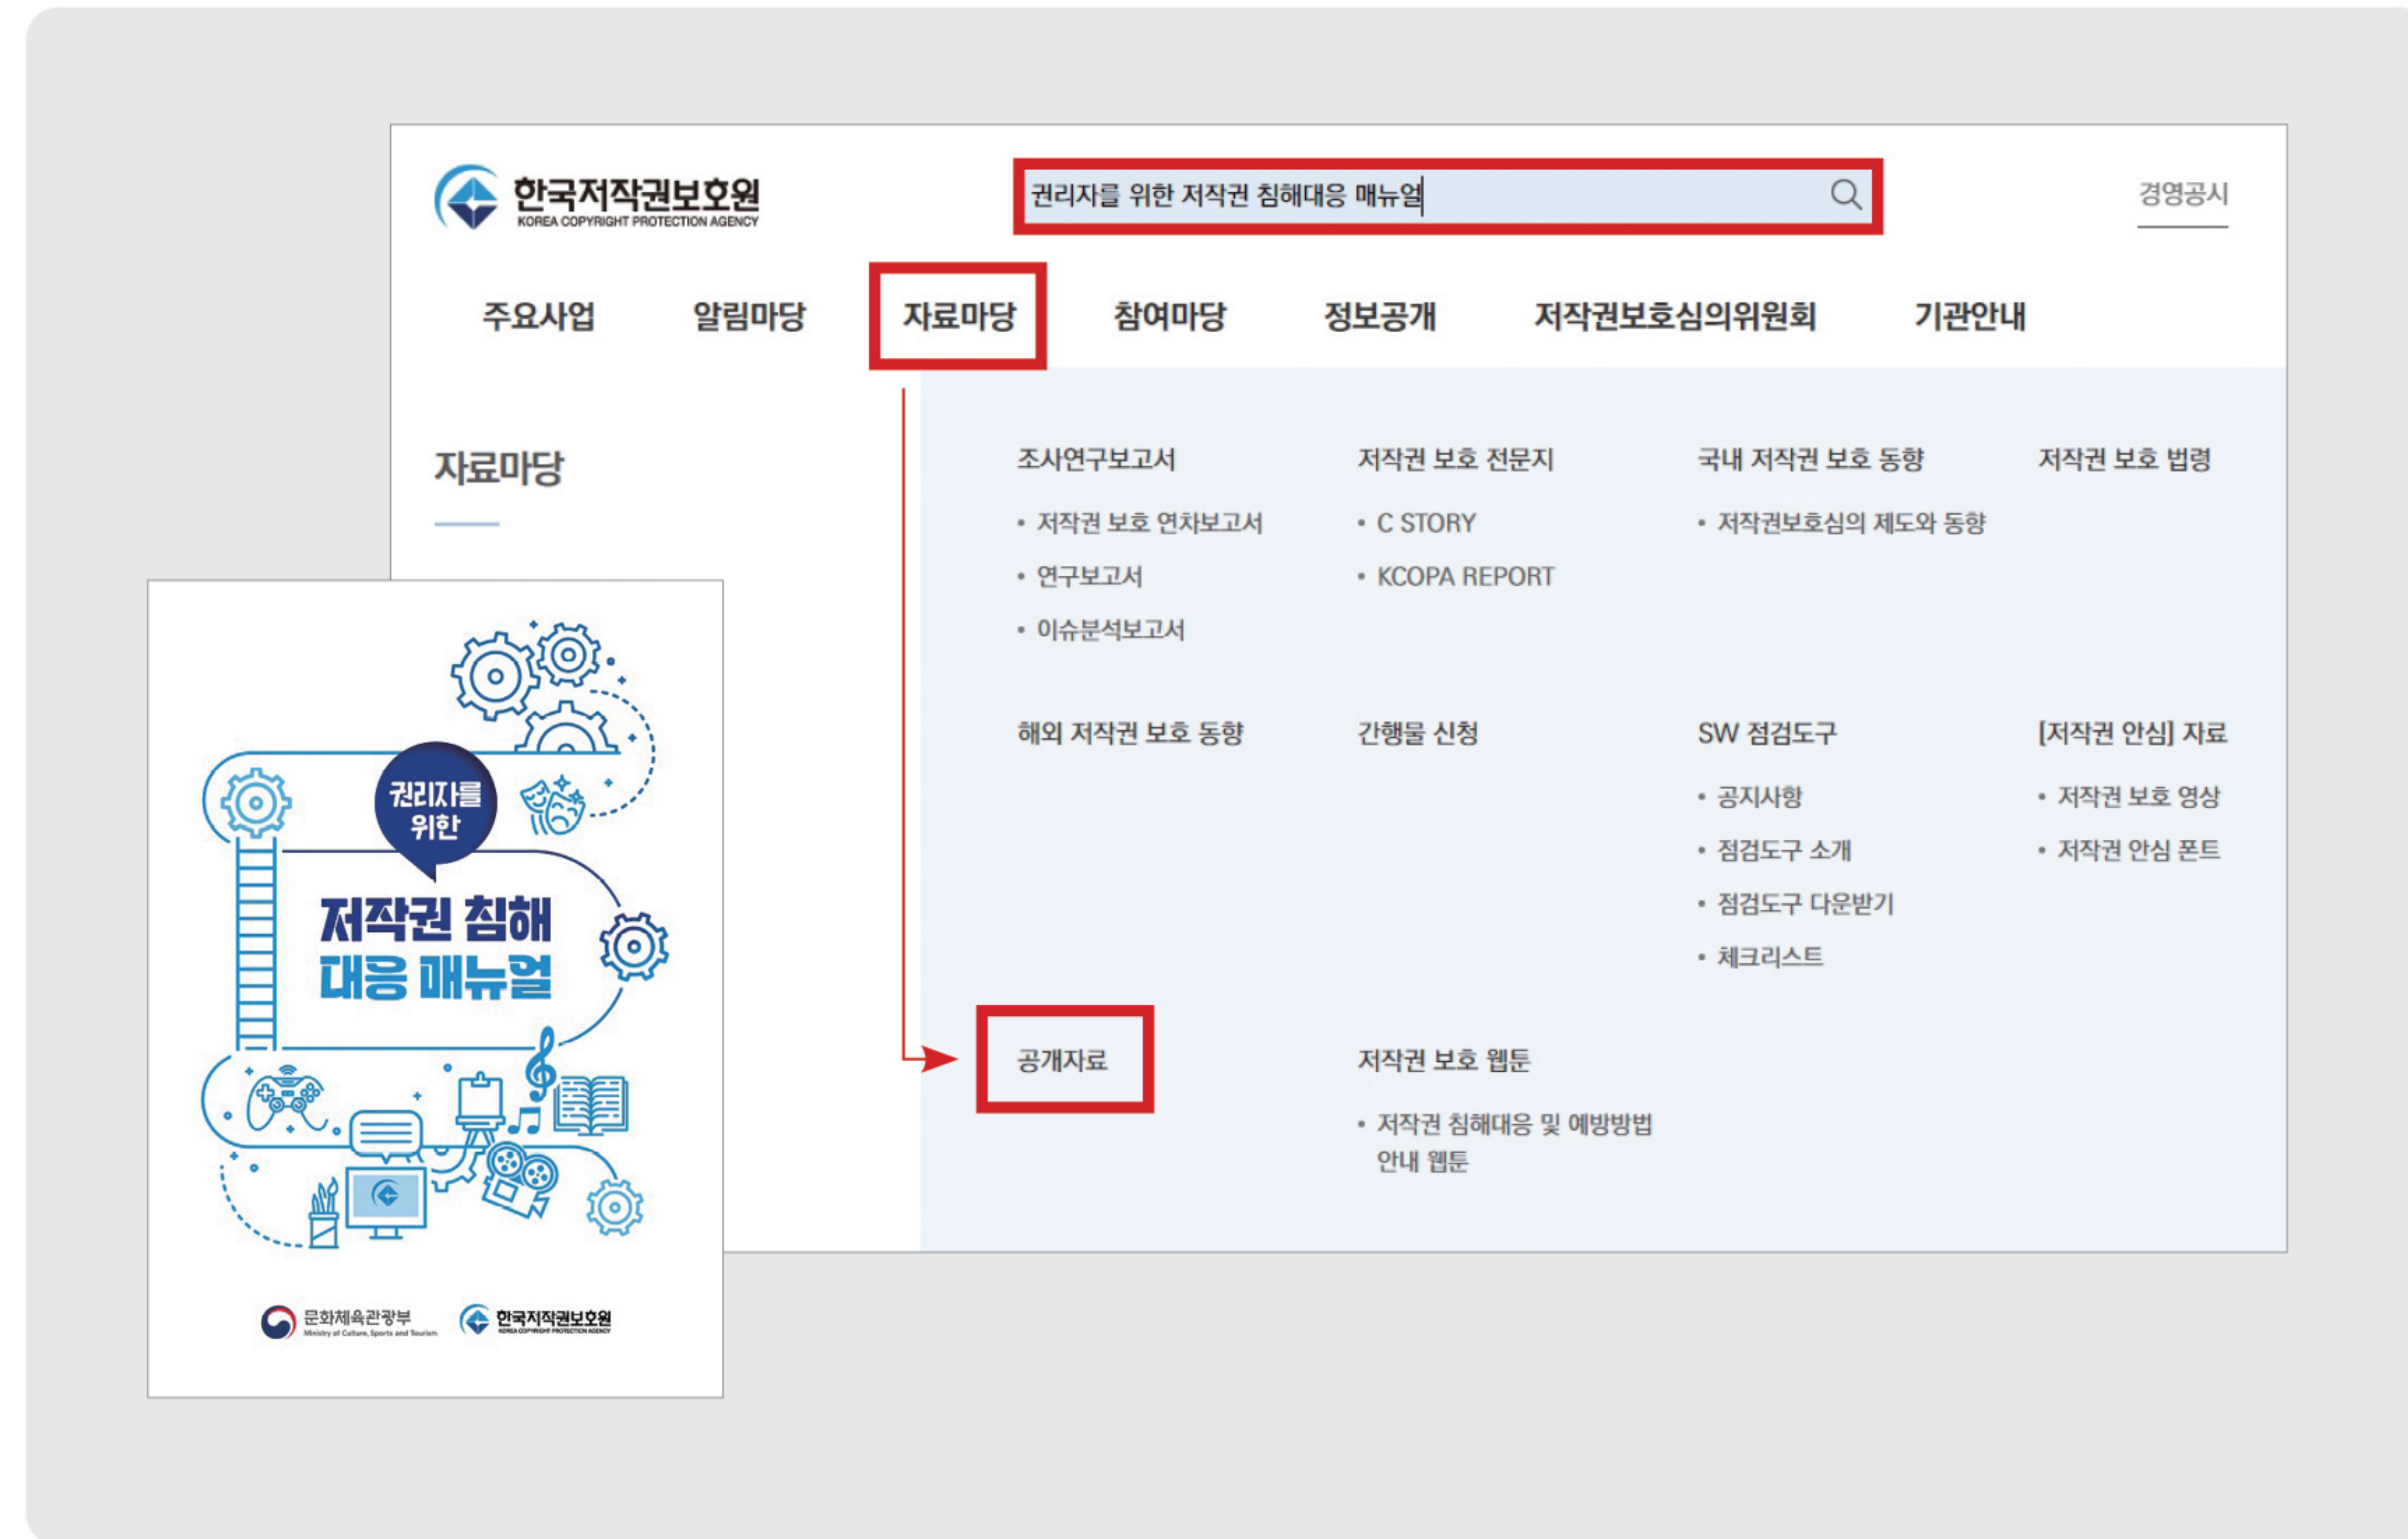 한국저작권보호원
KOREA COPYRIGHT PROTECTION AGENCY
권리자를 위한 저작권 침해대응 매뉴얼
경영공시
주요사업 알림마당 자료마당 참여마당 정보공개 저작권보호심의위원회 기관안내
자료마당
조사연구보고서
• 저작권 보호 연차보고서
• 연구보고서
• 이슈분석보고서
저작권 보호 전문지
• C STORY
• KCOPA REPORT
국내 저작권 보호 동향
• 저작권보호심의 제도와 동향
저작권 보호 법령
해외 저작권 보호 동향
간행물 신청
SW 점검도구
• 공지사항
• 점검도구 소개
• 점검도구 다운받기
• 체크리스트
[저작권 안심] 자료
• 저작권 보호 영상
• 저작권 안심 폰트
공개자료
저작권 보호 웹툰
• 저작권 침해대응 및 예방방법
안내 웹툰
권리자를
위한
저작권 침해
대응 매뉴얼
문화체육관광부
Ministry of Culture, Sports and Tourism
한국저작권보호원
KOREA COPYRIGHT PROTECTION AGENCY